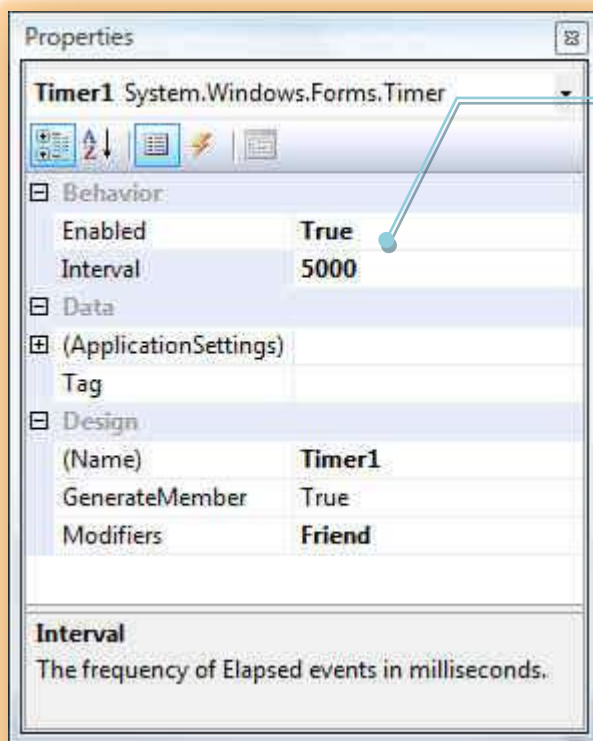 Properties
Timer1 System.Windows.Forms.Timer
Behavior
Enabled True
Interval 5000
Data
(ApplicationSettings)
Tag
Design
(Name) Timer1
GenerateMember True
Modifiers Friend
Interval
The frequency of Elapsed events in milliseconds.